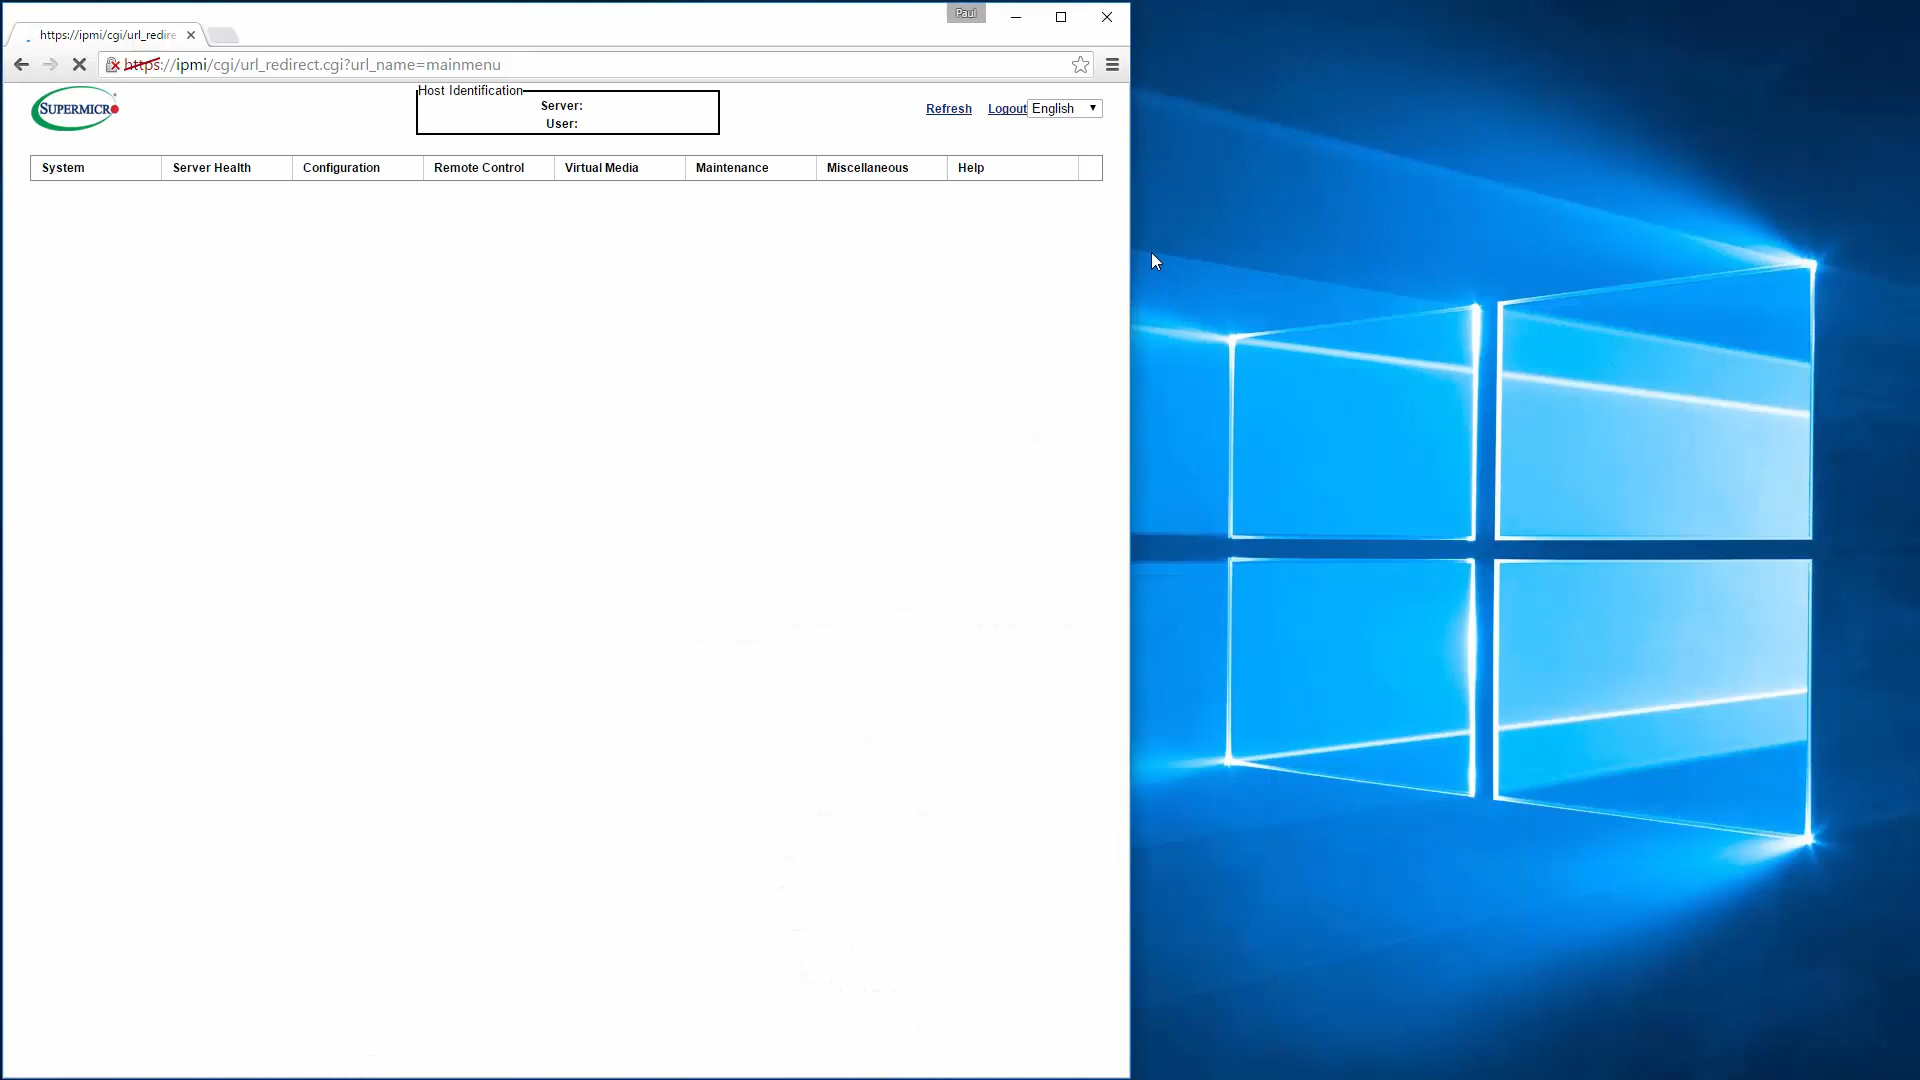 Paul
https://ipmi/cgi/url_redire
https://ipmi/cgi/url_redirect.cgi?url_name=mainmenu
SUPERMICRO
Host Identification
Server:
User:
Refresh Logout English
System Server Health Configuration Remote Control Virtual Media Maintenance Miscellaneous Help